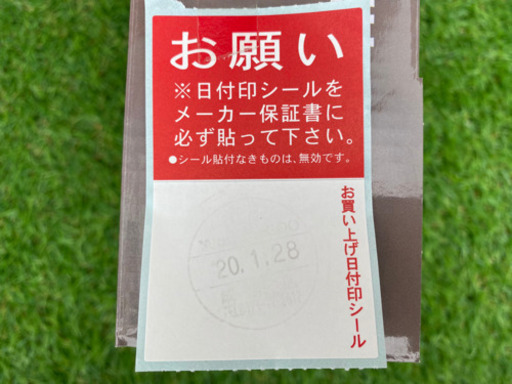 お願い
※日付印シールを
メーカー保証書に
必ず貼って下さい。
●シール貼付なきものは、無効です。
お買い上げ日付印シール
20.1.28